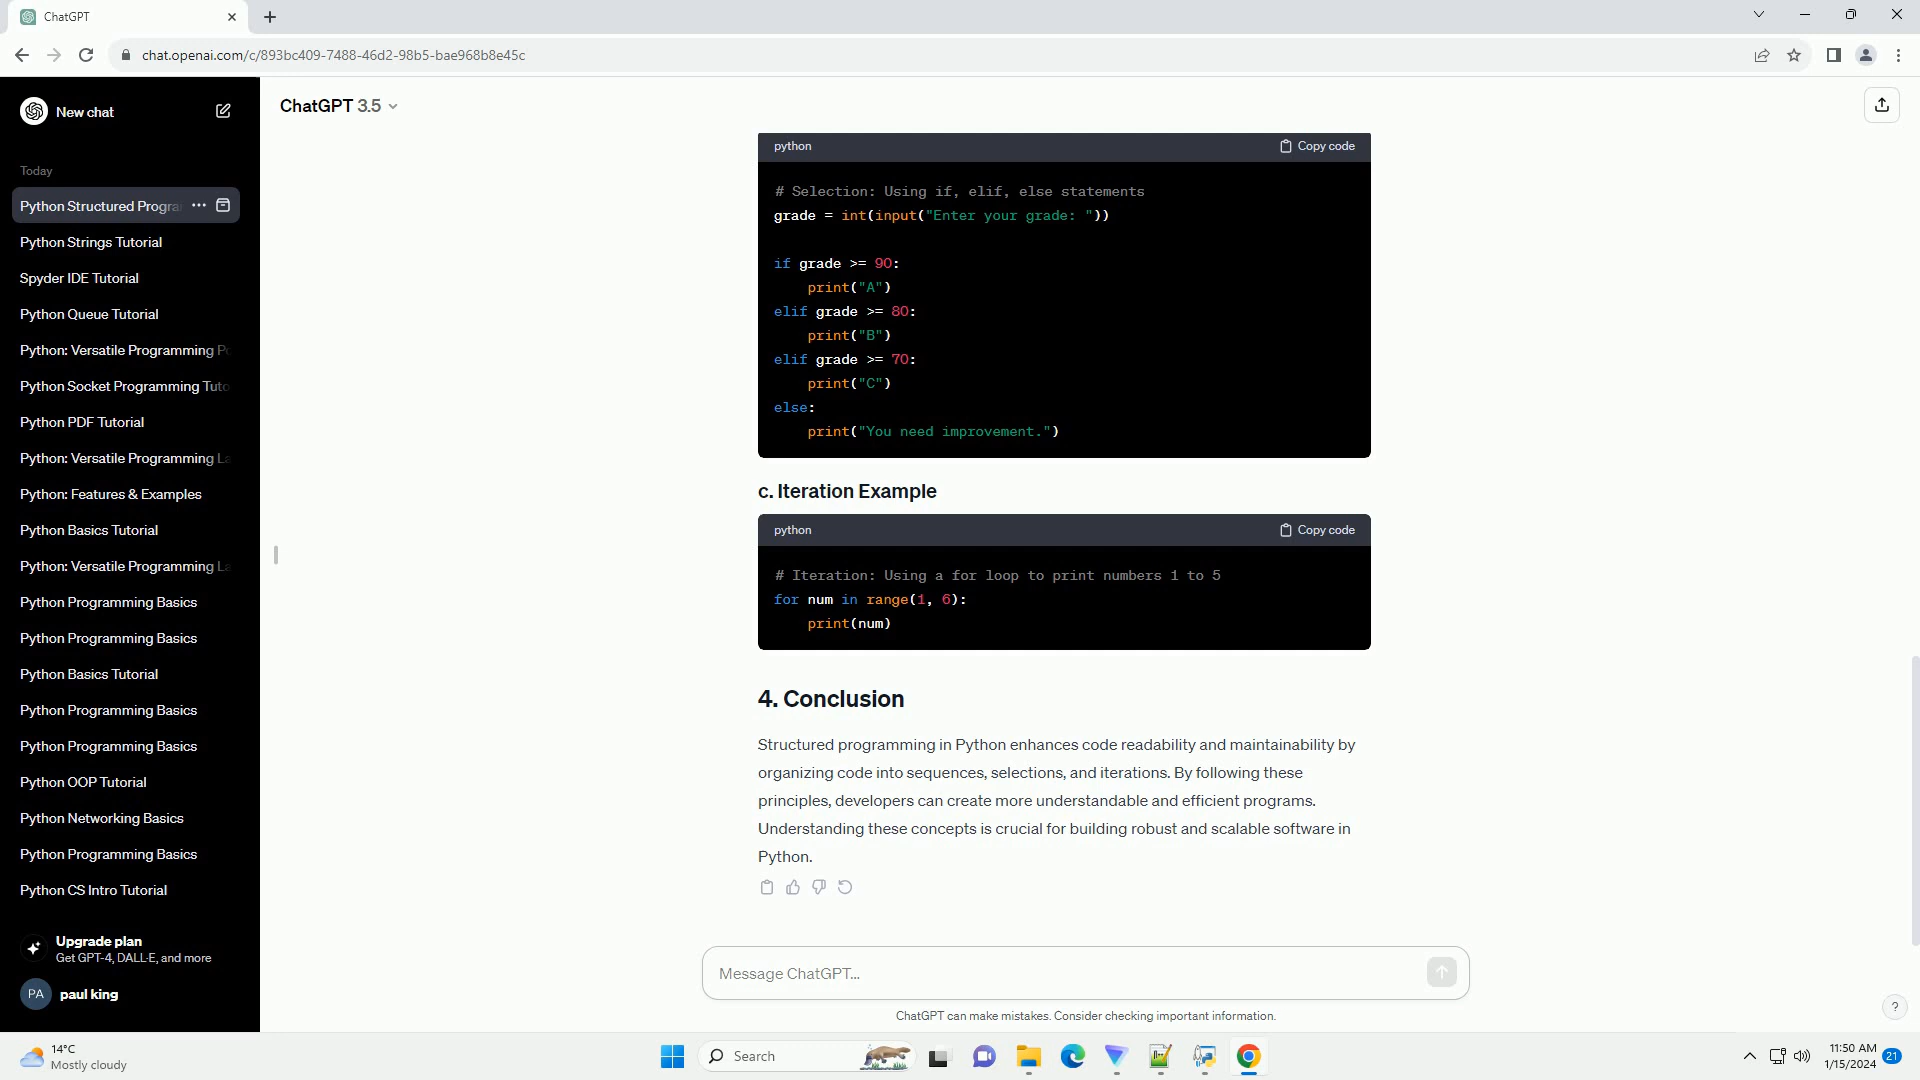 ChatGPT
chat.openai.com/c/893bc409-7488-46d2-98b5-bae968b8e45c
New chat
Today
Python Structured Progra
Python Strings Tutorial
Spyder IDE Tutorial
Python Queue Tutorial
Python: Versatile Programming Po
Python Socket Programming Tuto
Python PDF Tutorial
Python: Versatile Programming La
Python: Features & Examples
Python Basics Tutorial
Python: Versatile Programming La
Python Programming Basics
Python Programming Basics
Python Basics Tutorial
Python Programming Basics
Python Programming Basics
Python OOP Tutorial
Python Networking Basics
Python Programming Basics
Python CS Intro Tutorial
Upgrade plan
Get GPT-4, DALL·E, and more
PA paul king
ChatGPT 3.5
python Copy code
# Selection: Using if, elif, else statements
grade = int(input("Enter your grade: "))
if grade >= 90:
    print("A")
elif grade >= 80:
    print("B")
elif grade >= 70:
    print("C")
else:
    print("You need improvement.")
c. Iteration Example
python Copy code
# Iteration: Using a for loop to print numbers 1 to 5
for num in range(1, 6):
    print(num)
4. Conclusion
Structured programming in Python enhances code readability and maintainability by
organizing code into sequences, selections, and iterations. By following these
principles, developers can create more understandable and efficient programs.
Understanding these concepts is crucial for building robust and scalable software in
Python.
Message ChatGPT...
ChatGPT can make mistakes. Consider checking important information.
?
14°C
Mostly cloudy
Search
11:50 AM
1/15/2024
21